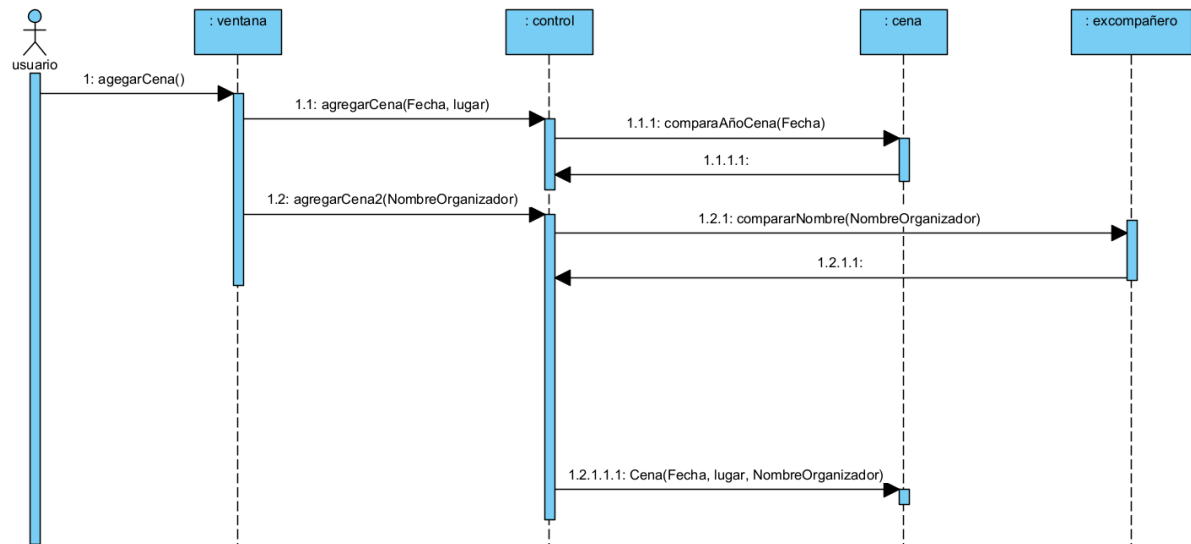 : ventana
: control
: cena
: excompañero
usuario
1: agegarCena()
1.1: agregarCena(Fecha, lugar)
1.1.1: comparaAñoCena(Fecha)
1.1.1.1:
1.2: agregarCena2(NombreOrganizador)
1.2.1: compararNombre(NombreOrganizador)
1.2.1.1:
1.2.1.1.1: Cena(Fecha, lugar, NombreOrganizador)